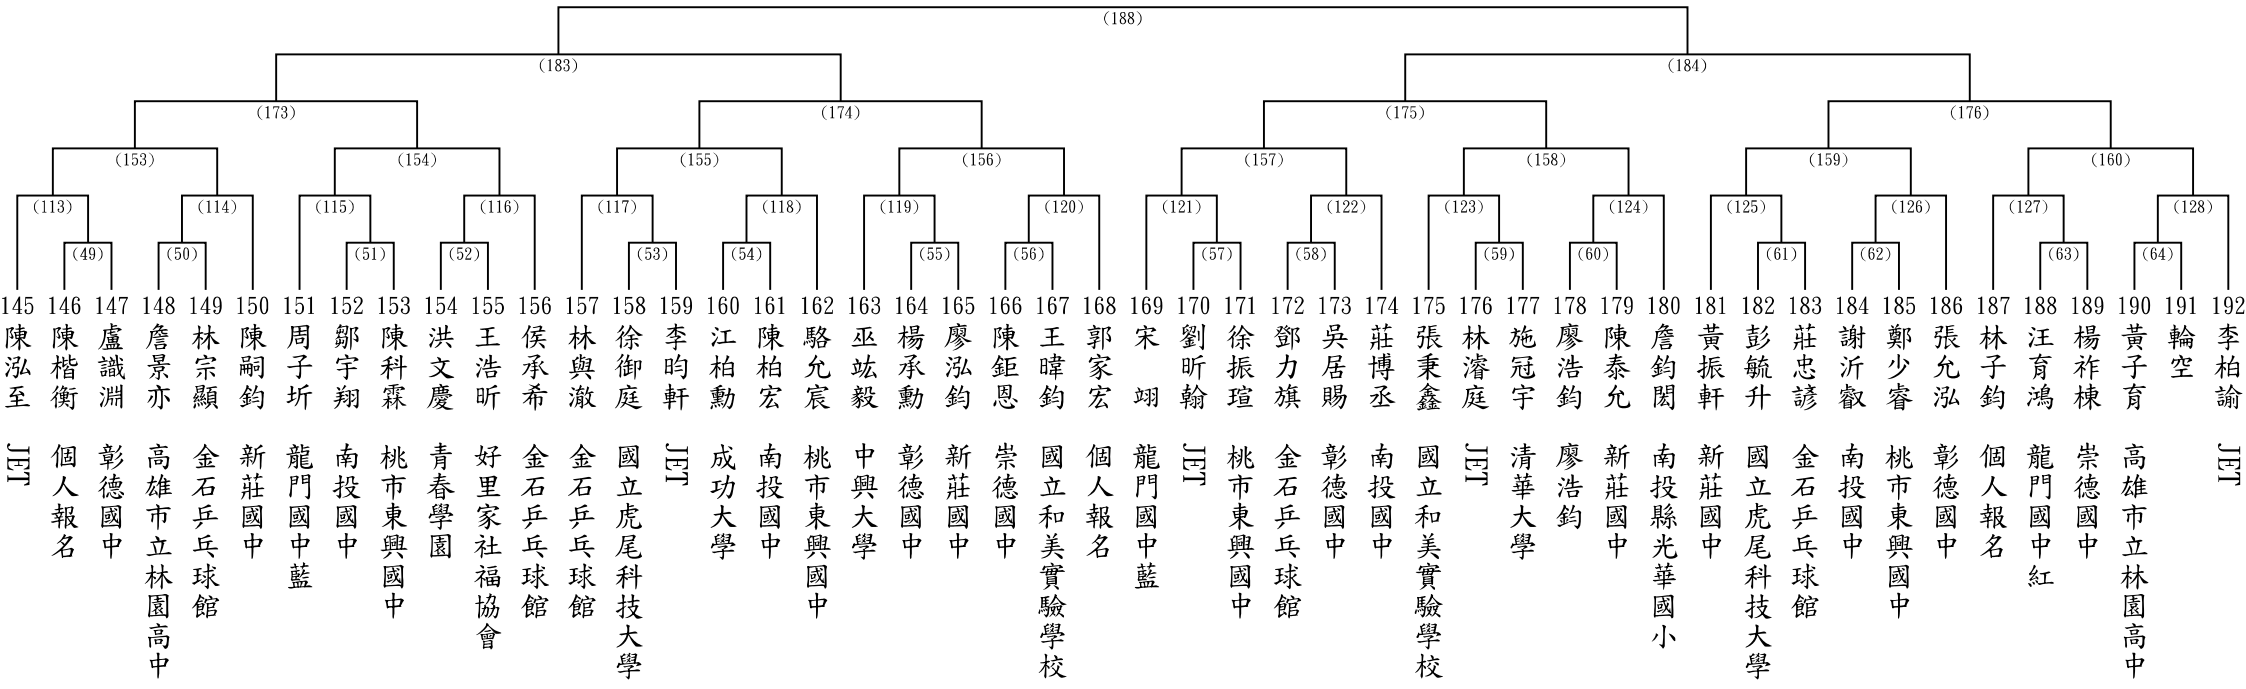 (188)
(183) (184)
(173) (174) (175) (176)
(153) (154) (155) (156) (157) (158) (159) (160)
(113) (114) (115) (116) (117) (118) (119) (120) (121) (122) (123) (124) (125) (126) (127) (128)
(49) (50) (51) (52) (53) (54) (55) (56) (57) (58) (59) (60) (61) (62) (63) (64)
145 陳泓至 JET
146 陳楷衡 個人報名
147 盧識淵 彰德國中
148 詹景亦 高雄市立林園高中
149 林宗顯 金石乒乓球館
150 陳嗣鈞 新莊國中
151 周子圻 龍門國中藍
152 鄒宇翔 南投國中
153 陳科霖 桃市東興國中
154 洪文慶 青春學園
155 王浩昕 好里家社福協會
156 侯承希 金石乒乓球館
157 林與澈 金石乒乓球館
158 徐御庭 國立虎尾科技大學
159 李昀軒 JET
160 江柏勳 成功大學
161 陳柏宏 南投國中
162 駱允宸 桃市東興國中
163 巫竑毅 中興大學
164 楊承勳 彰德國中
165 廖泓鈞 新莊國中
166 陳鉅恩 崇德國中
167 王暐鈞 國立和美實驗學校
168 郭家宏 個人報名
169 宋 翊 龍門國中藍
170 劉昕翰 JET
171 徐振瑄 桃市東興國中
172 鄧力旗 金石乒乓球館
173 吳居賜 彰德國中
174 莊博丞 南投國中
175 張秉鑫 國立和美實驗學校
176 林濬庭 JET
177 施冠宇 清華大學
178 廖浩鈞 廖浩鈞
179 陳泰允 新莊國中
180 詹鈞閎 南投縣光華國小
181 黃振軒 新莊國中
182 彭毓升 國立虎尾科技大學
183 莊忠諺 金石乒乓球館
184 謝沂叡 南投國中
185 鄭少睿 桃市東興國中
186 張允泓 彰德國中
187 林子鈞 個人報名
188 汪育鴻 龍門國中紅
189 楊祚棟 崇德國中
190 黃子育 高雄市立林園高中
191 輪空
192 李柏諭 JET